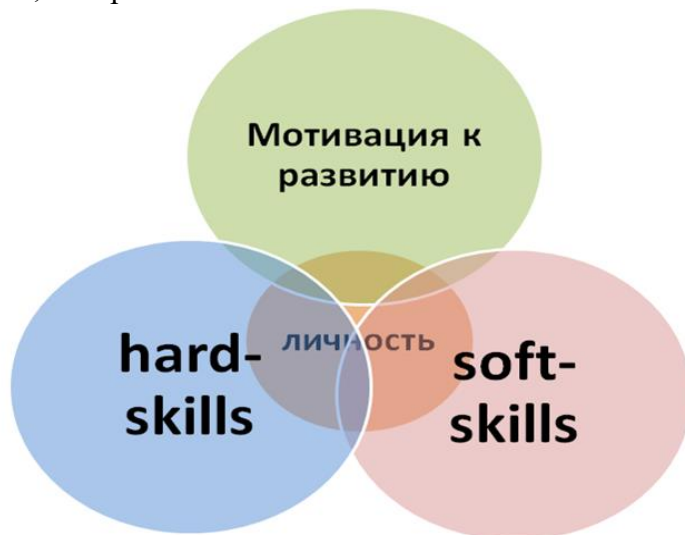 Мотивация к
развитию
личность
hard-
skills
soft-
skills